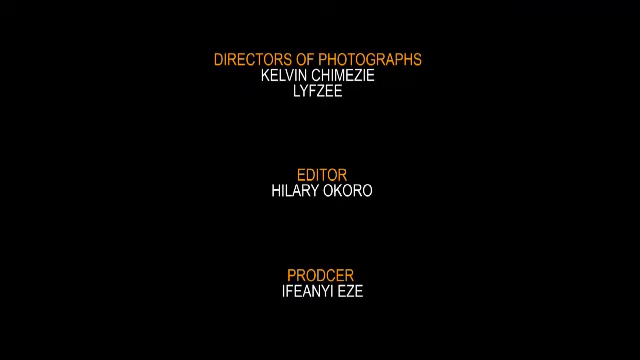 DIRECTORS OF PHOTOGRAPHS
KELVIN CHIMEZIE
LYFZEE
EDITOR
HILARY OKORO
PRODCER
IFEANYI EZE